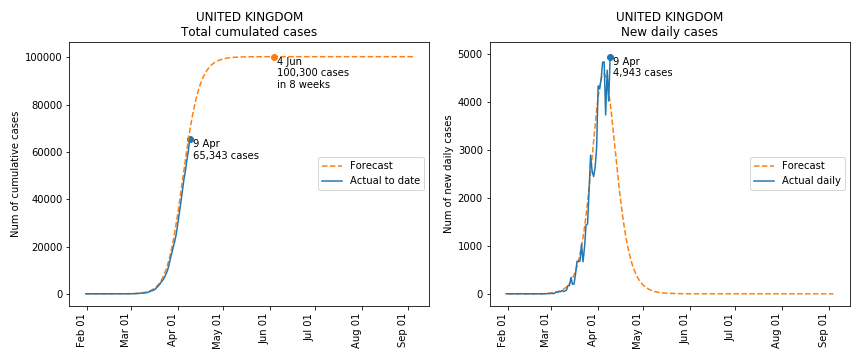 UNITED KINGDOM
Total cumulated cases
Num of cumulative cases
100000
80000
60000
40000
20000
0
4 Jun
100,300 cases
in 8 weeks
9 Apr
65,343 cases
Forecast
Actual to date
Feb 01
Mar 01
Apr 01
May 01
Jun 01
Jul 01
Aug 01
Sep 01
UNITED KINGDOM
New daily cases
Num of new daily cases
5000
4000
3000
2000
1000
0
9 Apr
4,943 cases
Forecast
Actual daily
Feb 01
Mar 01
Apr 01
May 01
Jun 01
Jul 01
Aug 01
Sep 01